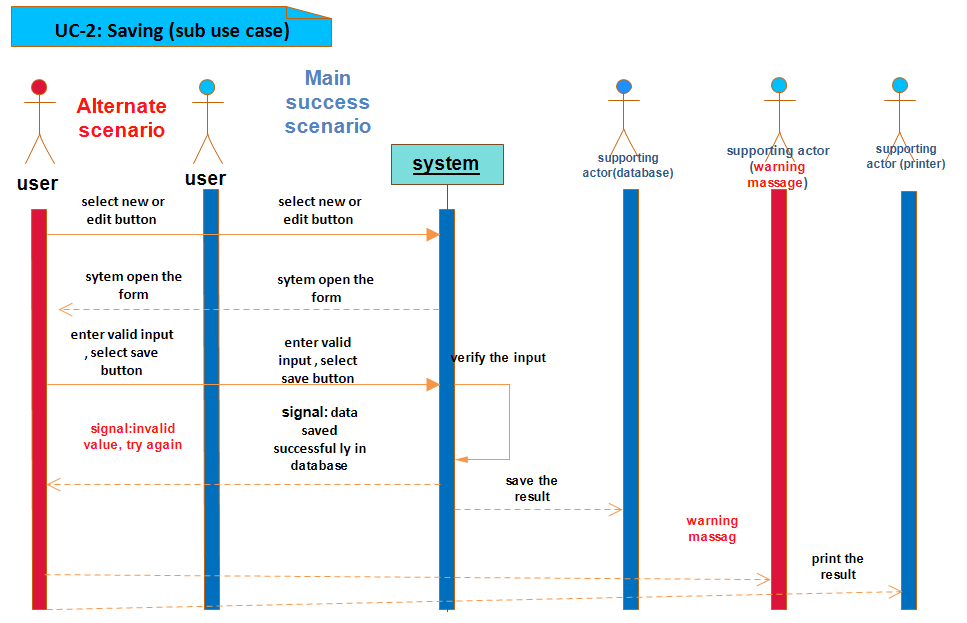 UC-2: Saving (sub use case)
Alternate
scenario
Main
success
scenario
user
user
system
supporting
actor(database)
supporting actor
(warning
massage)
supporting
actor (printer)
select new or
edit button
select new or
edit button
sytem open the
form
sytem open the
form
enter valid input
, select save
button
enter valid
input , select
save button
verify the input
signal:invalid
value, try again
signal: data
saved
successful ly in
database
save the
result
warning
massag
print the
result